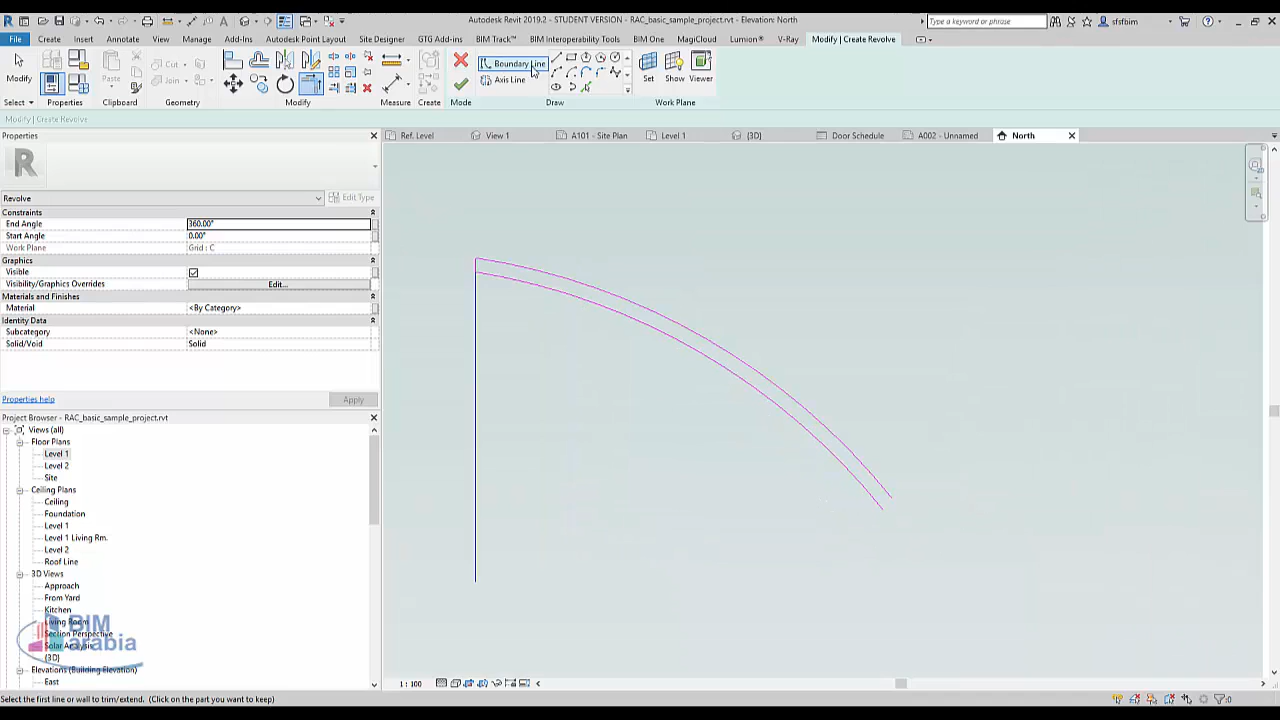 Autodesk Revit 2019.2 - STUDENT VERSION - RAC_basic_sample_project.rvt - Elevation: North
Type a keyword or phrase
sfsfbim
File Create Insert Annotate View Manage Add-Ins Autodesk Point Layout Site Designer GTG Add-ins BIM Track™ BIM Interoperability Tools BIM One MagiCloud Lumion® V-Ray Modify | Create Revolve
Modify Paste Cut Join Boundary Line Axis Line Set Show Viewer
Select Properties Clipboard Geometry Modify Measure Create Mode Draw Work Plane
Modify | Create Revolve
Properties
Ref. Level View 1 A101 - Site Plan Level 1 {3D} Door Schedule A002 - Unnamed North
R
Revolve Edit Type
Constraints
End Angle 360.00°
Start Angle 0.00°
Work Plane Grid : C
Graphics
Visible
Visibility/Graphics Overrides Edit...
Materials and Finishes
Material <By Category>
Identity Data
Subcategory <None>
Solid/Void Solid
Properties help Apply
Project Browser - RAC_basic_sample_project.rvt
Views (all)
Floor Plans
Level 1
Level 2
Site
Ceiling Plans
Ceiling
Foundation
Level 1
Level 1 Living Rm.
Level 2
Roof Line
3D Views
Approach
From Yard
Kitchen
Living Room
Section Perspective
Solar Analysis
{3D}
Elevations (Building Elevation)
East
BIM
arabia
1 : 100
Select the first line or wall to trim/extend. (Click on the part you want to keep)
:0